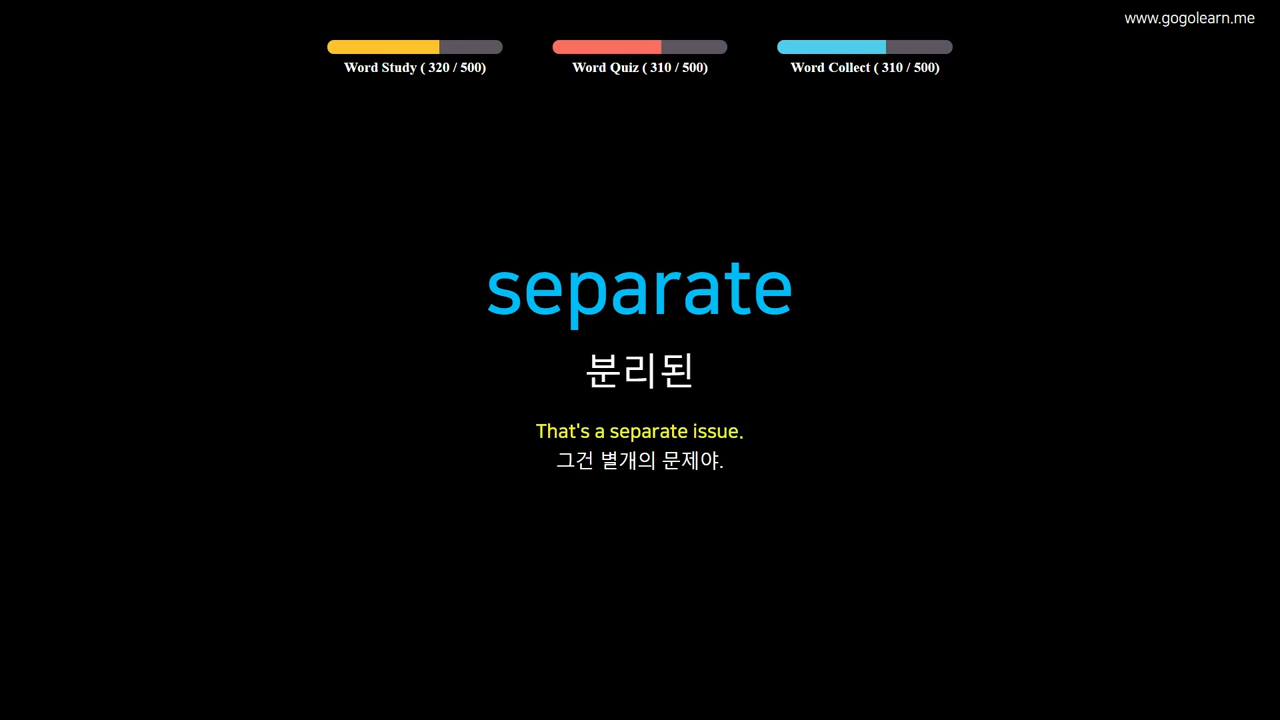 www.gogolearn.me
Word Study ( 320 / 500)
Word Quiz ( 310 / 500)
Word Collect ( 310 / 500)
separate
분리된
That's a separate issue.
그건 별개의 문제야.